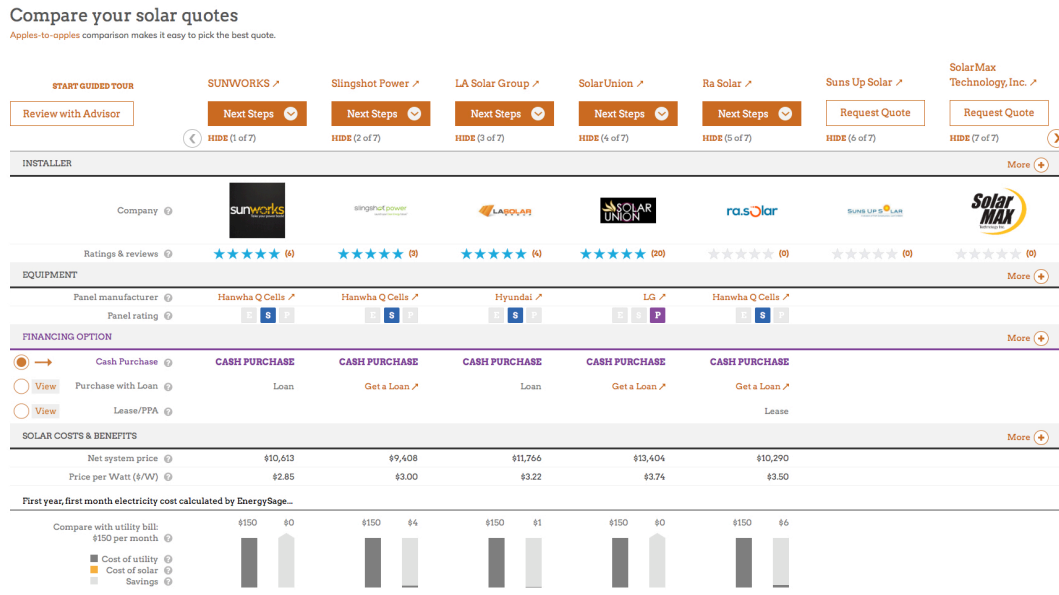 Compare your solar quotes
Apples-to-apples comparison makes it easy to pick the best quote.
START GUIDED TOUR
Review with Advisor
SUNWORKS ↗ Slingshot Power ↗ LA Solar Group ↗ SolarUnion ↗ Ra Solar ↗ Suns Up Solar ↗ SolarMax Technology, Inc. ↗
Next Steps Next Steps Next Steps Next Steps Next Steps Request Quote Request Quote
HIDE (1 of 7) HIDE (2 of 7) HIDE (3 of 7) HIDE (4 of 7) HIDE (5 of 7) HIDE (6 of 7) HIDE (7 of 7)
INSTALLER More +
Company ? sunworks slingshot power LASOLAR SOLAR UNION ra.solar SUNS UP SOLAR Solar MAX
Ratings & reviews ? (6) (3) (4) (20) (0) (0) (0)
EQUIPMENT More +
Panel manufacturer ? Hanwha Q Cells ↗ Hanwha Q Cells ↗ Hyundai ↗ LG ↗ Hanwha Q Cells ↗
Panel rating ? E S P E S P E S P E S P E S P
FINANCING OPTION More +
Cash Purchase ? CASH PURCHASE CASH PURCHASE CASH PURCHASE CASH PURCHASE CASH PURCHASE
View Purchase with Loan ? Loan Get a Loan ↗ Loan Get a Loan ↗ Get a Loan ↗
View Lease/PPA ? Lease
SOLAR COSTS & BENEFITS More +
Net system price ? $10,613 $9,408 $11,766 $13,404 $10,290
Price per Watt ($/W) ? $2.85 $3.00 $3.22 $3.74 $3.50
First year, first month electricity cost calculated by EnergySage...
Compare with utility bill: $150 $0 $150 $4 $150 $1 $150 $0 $150 $6
$150 per month ?
Cost of utility ?
Cost of solar ?
Savings ?